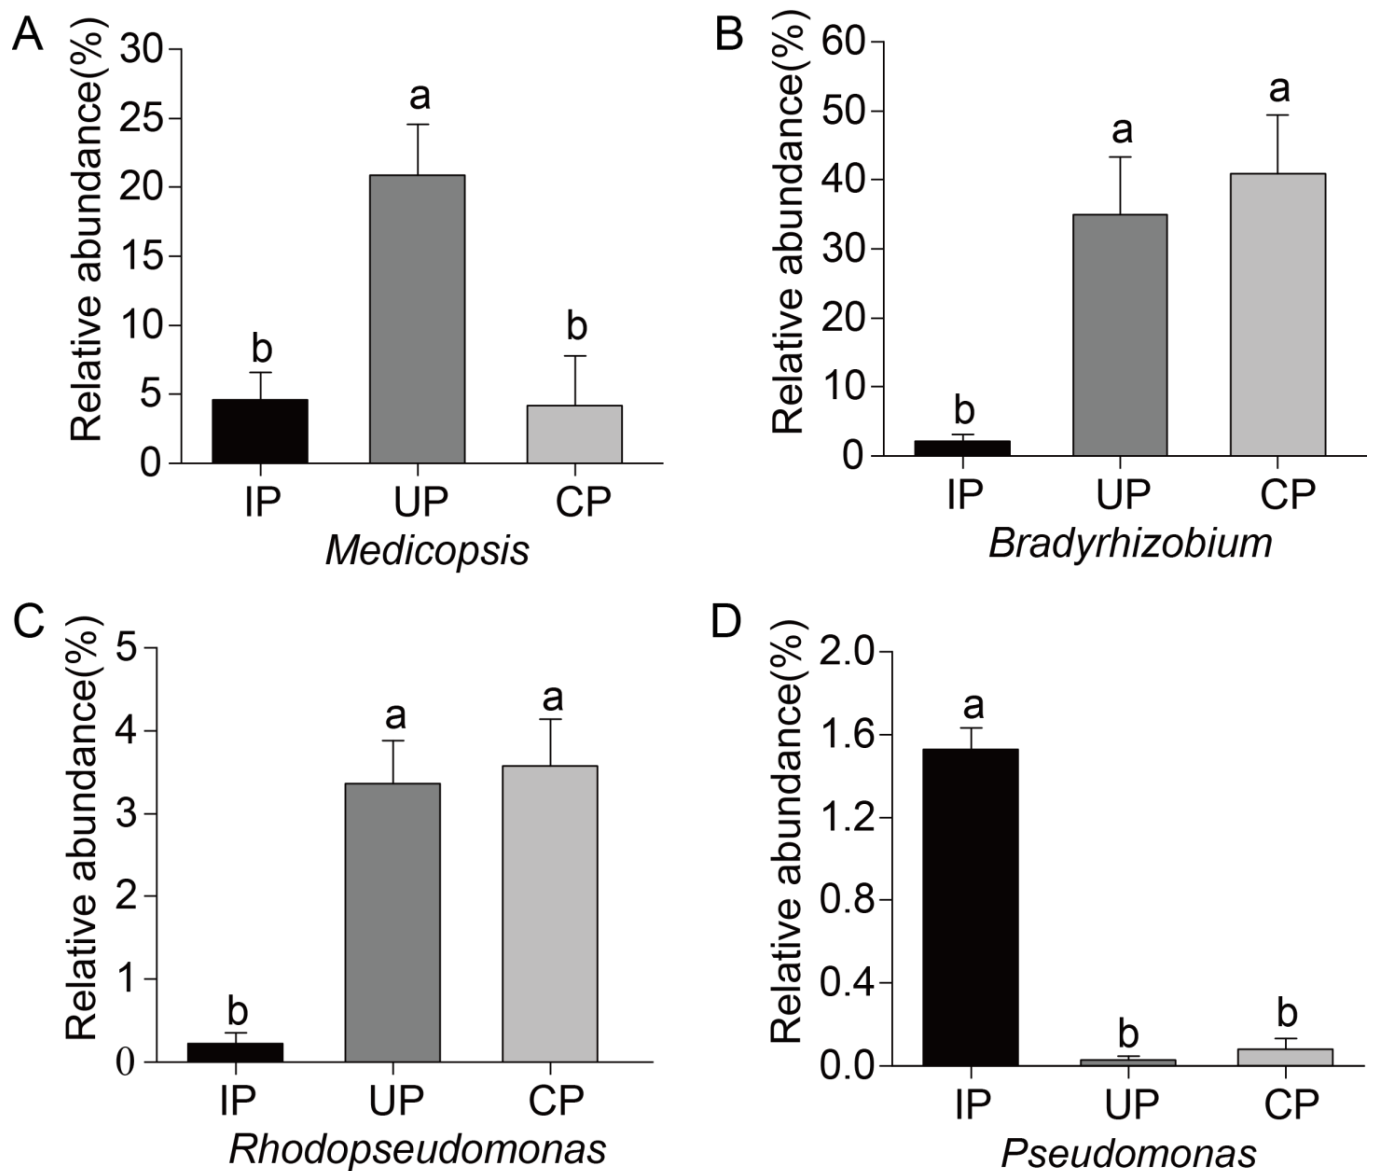 A
Relative abundance(%)
30
25
20
15
10
5
0
b
a
b
IP UP CP
Medicopsis
B
Relative abundance(%)
60
50
40
30
20
10
0
b
a
a
IP UP CP
Bradyrhizobium
C
Relative abundance(%)
5
4
3
2
1
0
b
a
a
IP UP CP
Rhodopseudomonas
D
Relative abundance(%)
2.0
1.6
1.2
0.8
0.4
0.0
a
b
b
IP UP CP
Pseudomonas